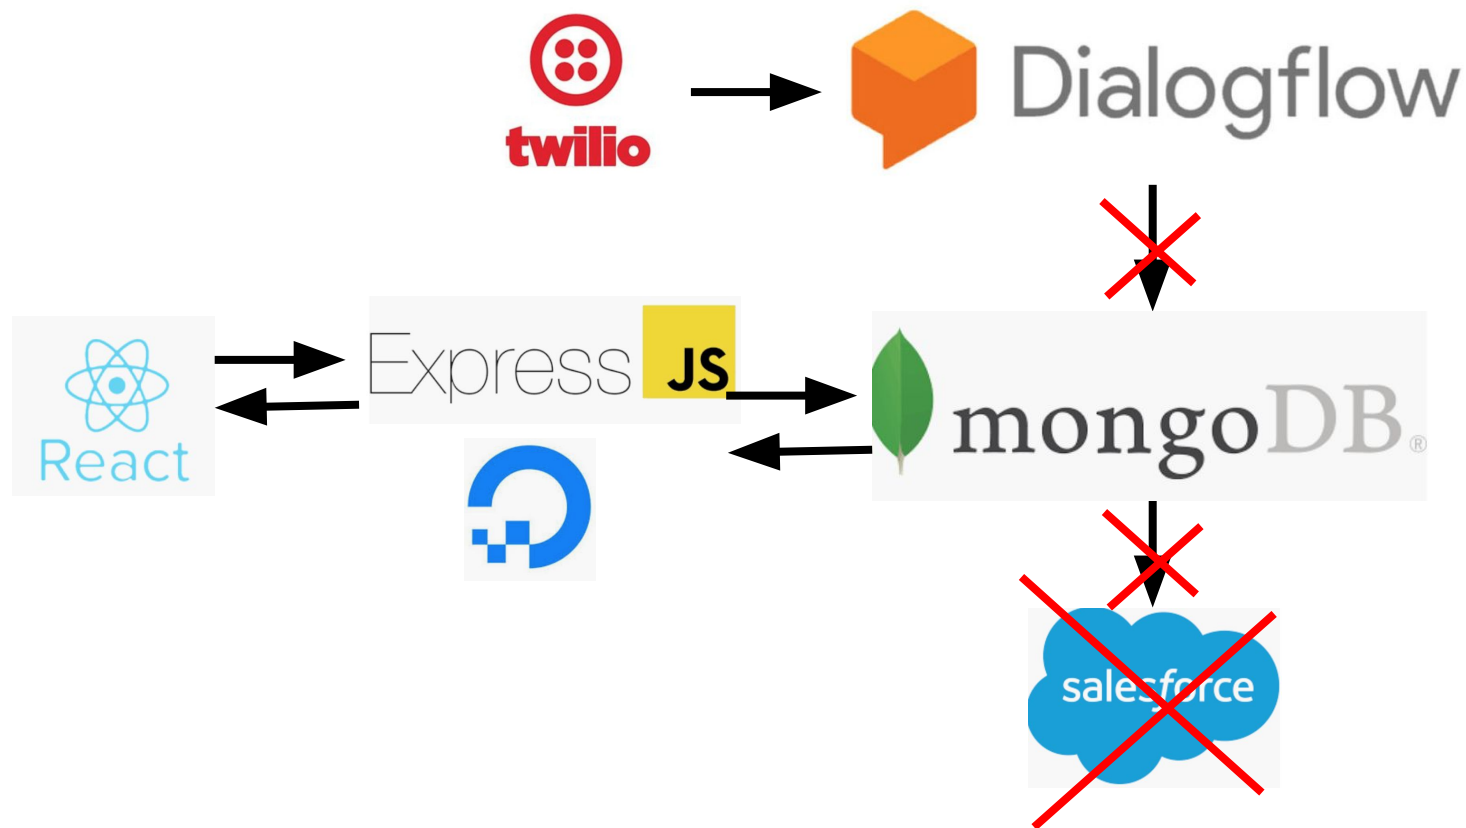 twilio
Dialogflow
React
Express
JS
mongoDB®
salesforce